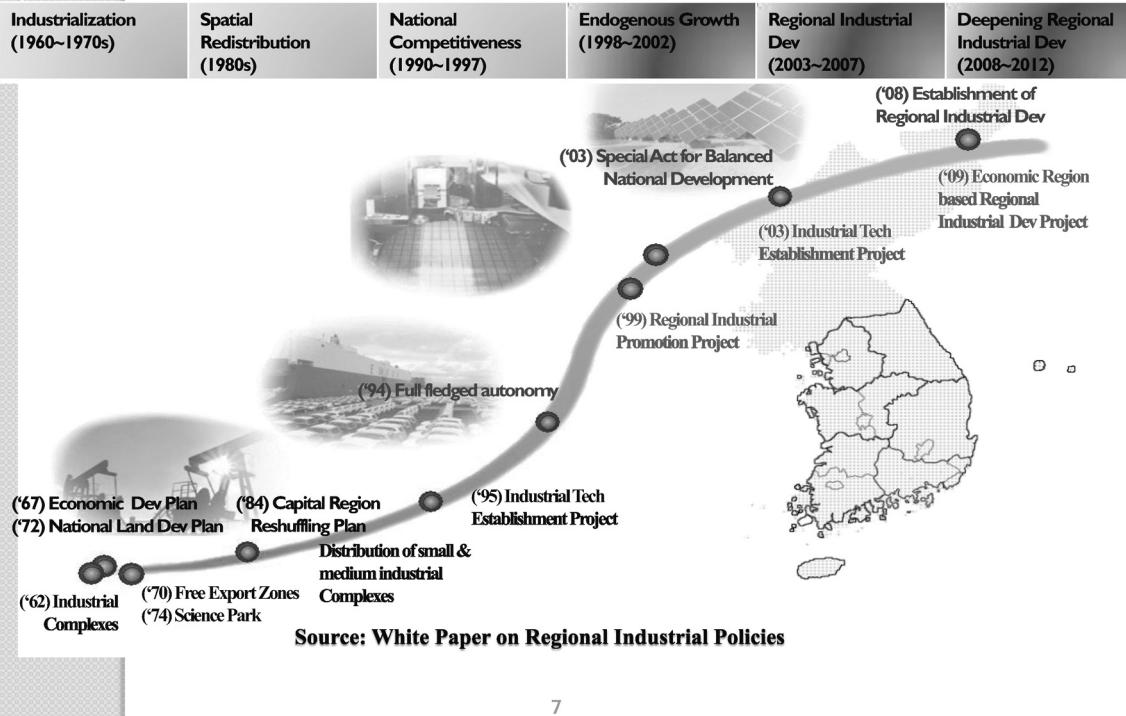 Industrialization
(1960~1970s)
Spatial
Redistribution
(1980s)
National
Competitiveness
(1990~1997)
Endogenous Growth
(1998~2002)
Regional Industrial
Dev
(2003~2007)
Deepening Regional
Industrial Dev
(2008~2012)
(‘08) Establishment of
Regional Industrial Dev
(‘03) Special Act for Balanced
National Development
(‘09) Economic Region
based Regional
Industrial Dev Project
(‘03) Industrial Tech
Establishment Project
(‘99) Regional Industrial
Promotion Project
(‘94) Full fledged autonomy
(‘67) Economic Dev Plan
(‘72) National Land Dev Plan
(‘84) Capital Region
Reshuffling Plan
(‘95) Industrial Tech
Establishment Project
Distribution of small &
medium industrial
Complexes
(‘62) Industrial
Complexes
(‘70) Free Export Zones
(‘74) Science Park
Source: White Paper on Regional Industrial Policies
7